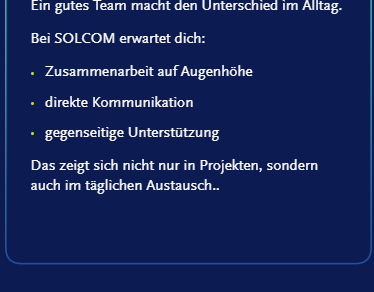 Ein gutes Team macht den Unterschied im Alltag.
Bei SOLCOM erwartet dich:
• Zusammenarbeit auf Augenhöhe
• direkte Kommunikation
• gegenseitige Unterstützung
Das zeigt sich nicht nur in Projekten, sondern
auch im täglichen Austausch..